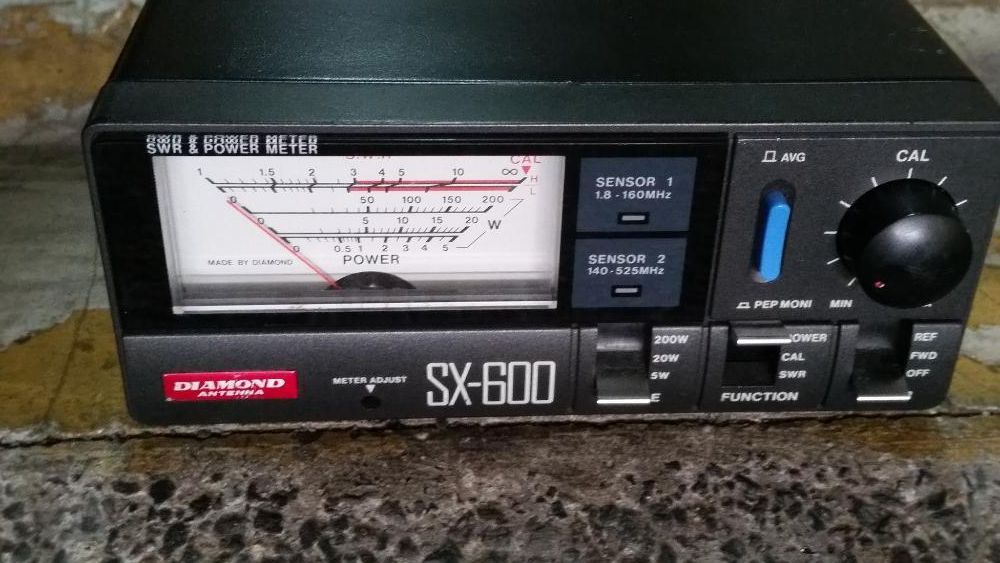 SWR & POWER METER
S.W.R
CAL
1 1.5 2 3 4 5 10 ∞ H
L
0 50 100 150 200
0 5 10 15 20 W
0 0.5 1 2 3 4 5
POWER
MADE BY DIAMOND
SENSOR 1
1.8 - 160MHz
SENSOR 2
140 - 525MHz
AVG
CAL
PEP MONI
MIN
200W
20W
5W
CAL
SWR
FUNCTION
REF
FWD
OFF
DIAMOND
ANTENNA
METER ADJUST
SX-600